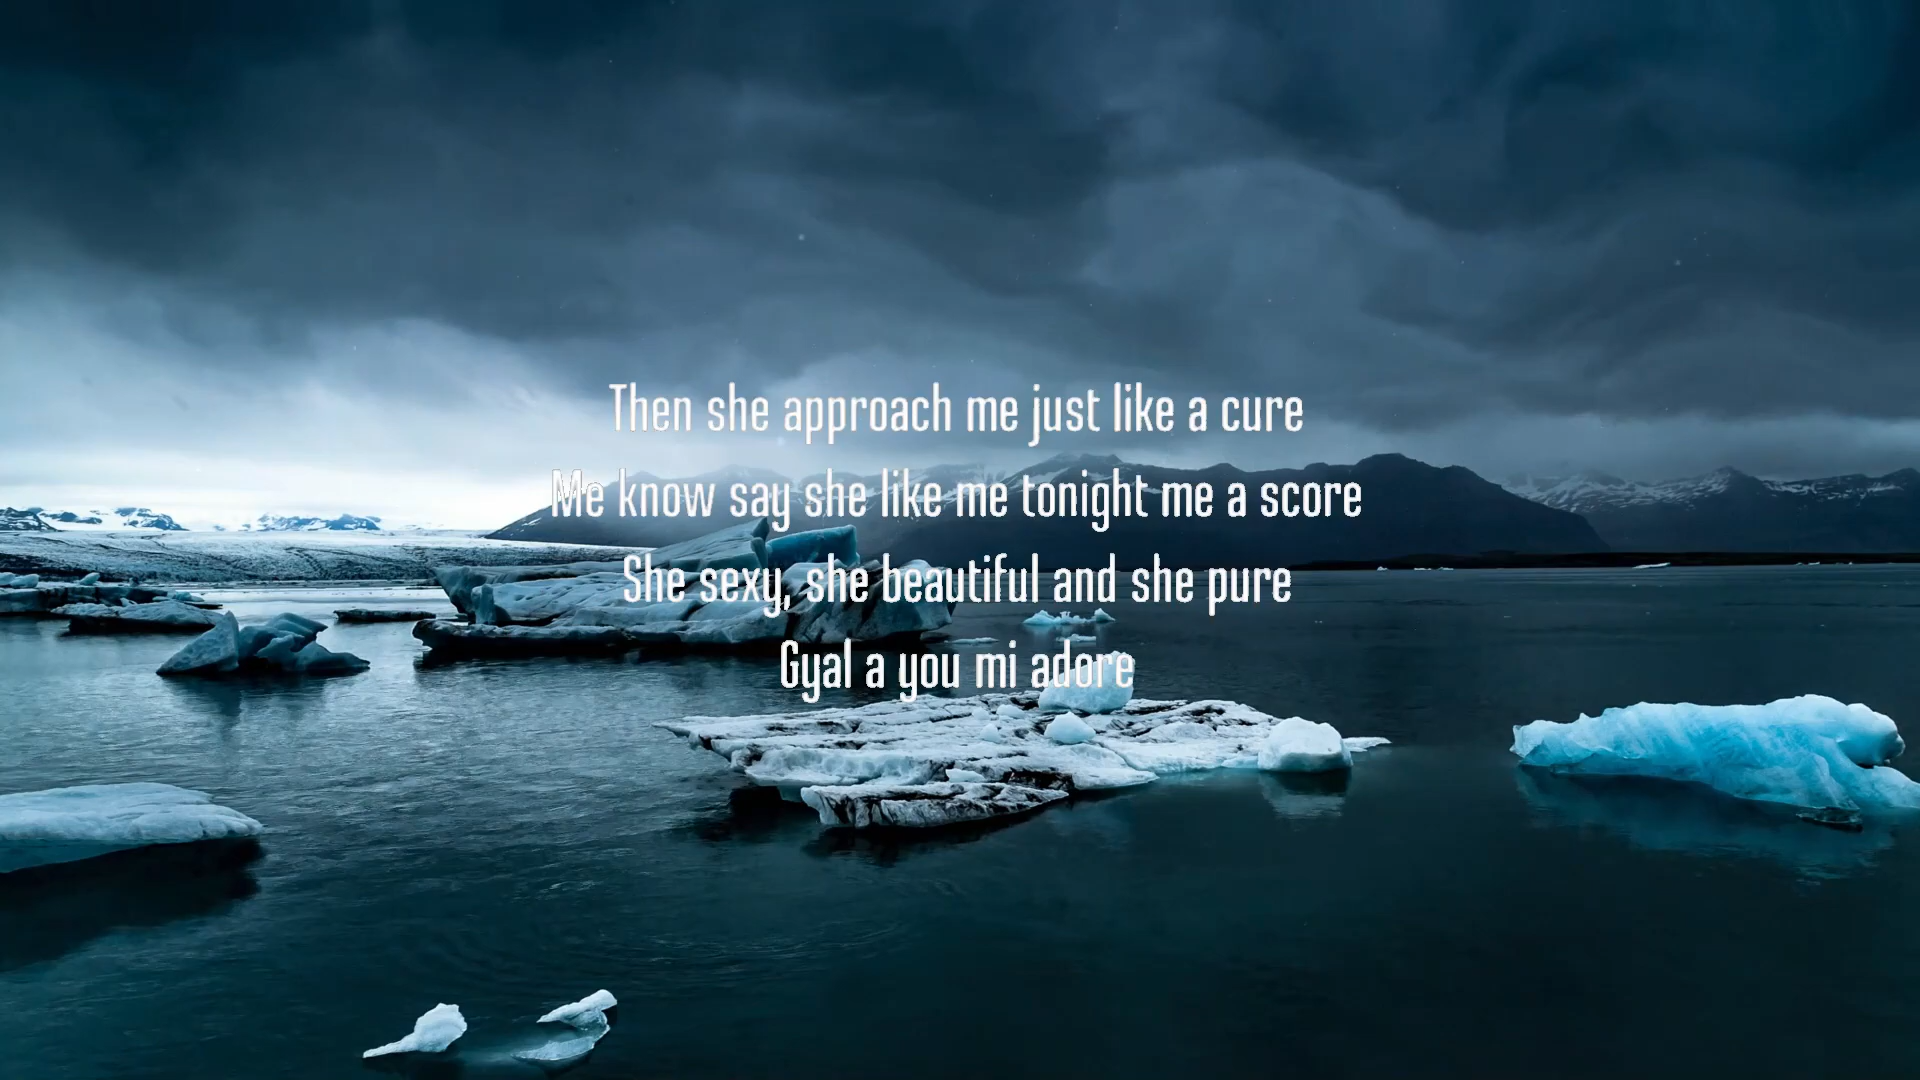 Then she approach me just like a cure
Me know say she like me tonight me a score
She sexy, she beautiful and she pure
Gyal a you mi adore